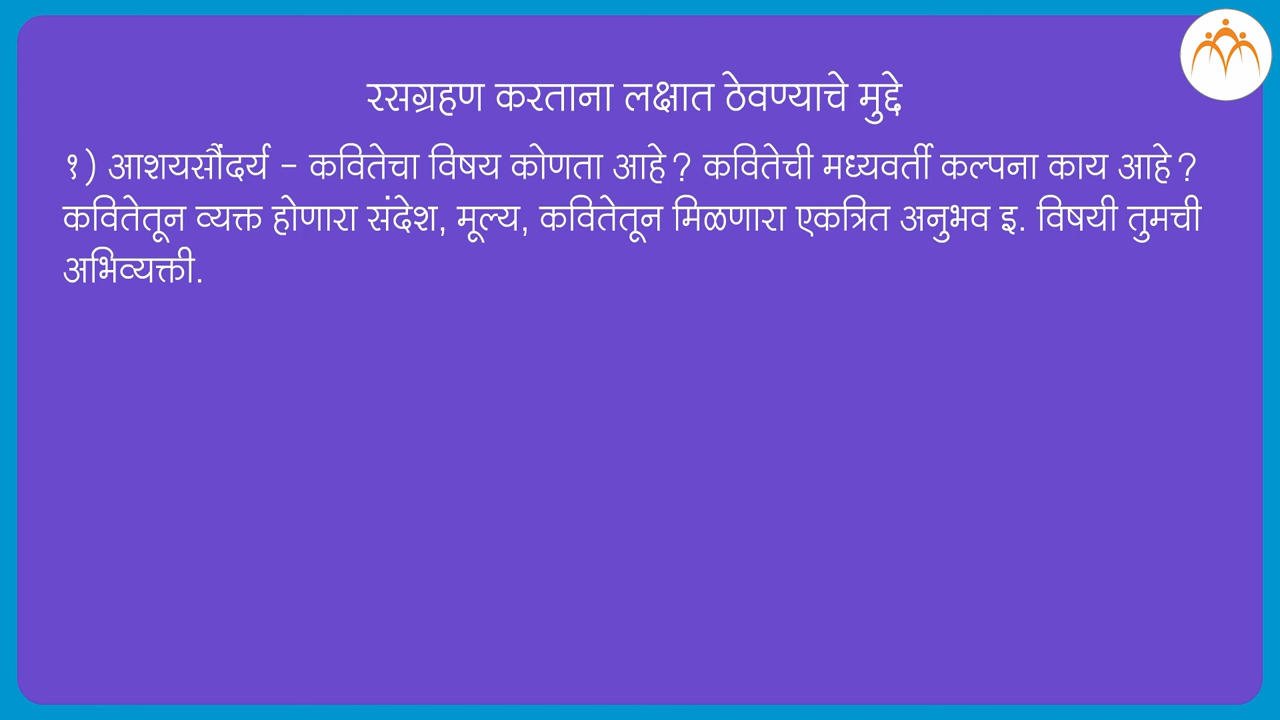 रसग्रहण करताना लक्षात ठेवण्याचे मुद्दे
१) आशयसौंदर्य - कवितेचा विषय कोणता आहे? कवितेची मध्यवर्ती कल्पना काय आहे?
कवितेतून व्यक्त होणारा संदेश, मूल्य, कवितेतून मिळणारा एकत्रित अनुभव इ. विषयी तुमची
अभिव्यक्ती.